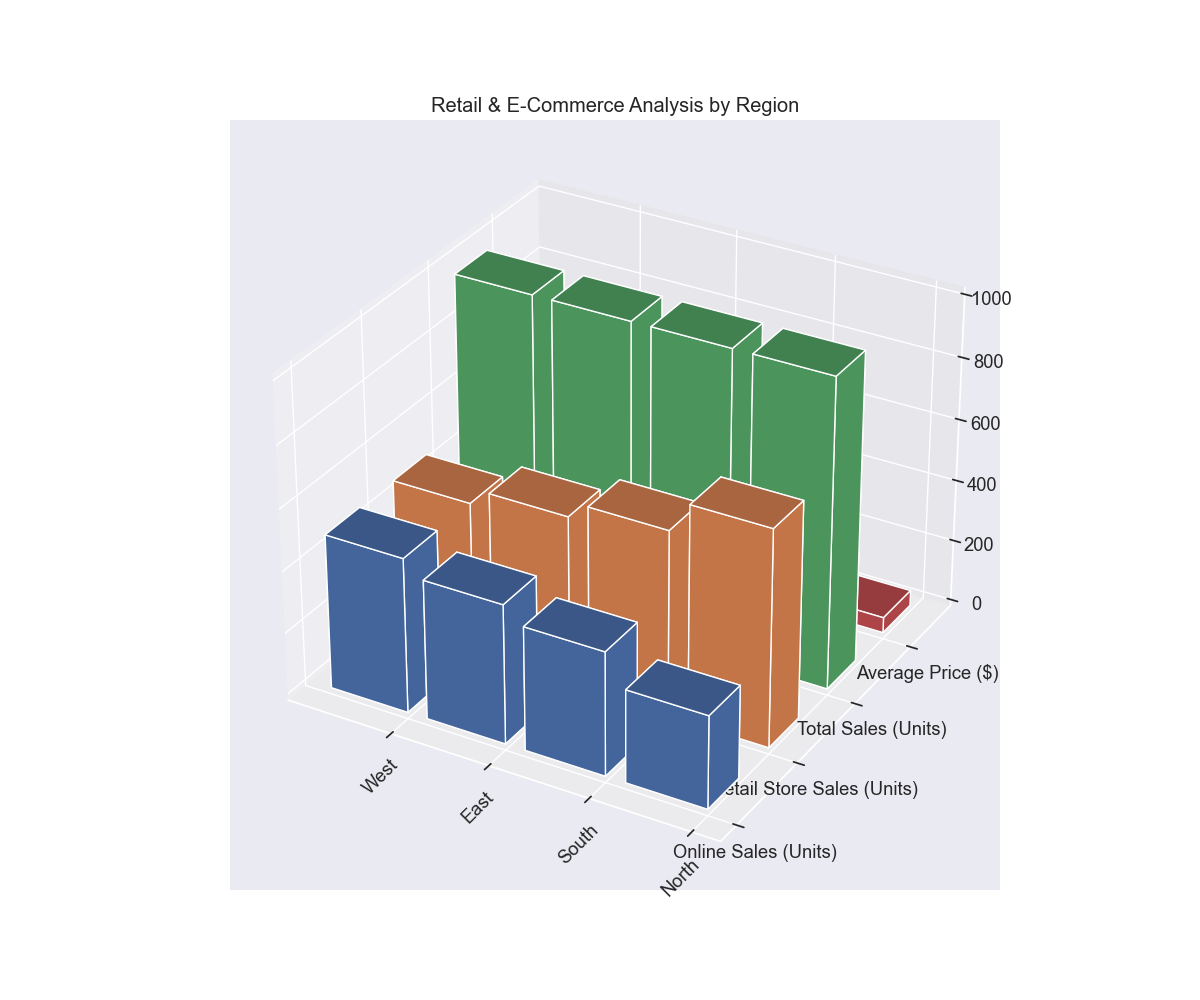 Retail & E-Commerce Analysis by Region
1000
800
600
400
200
0
Average Price ($)
Total Sales (Units)
etail Store Sales (Units)
Online Sales (Units)
West
East
South
North